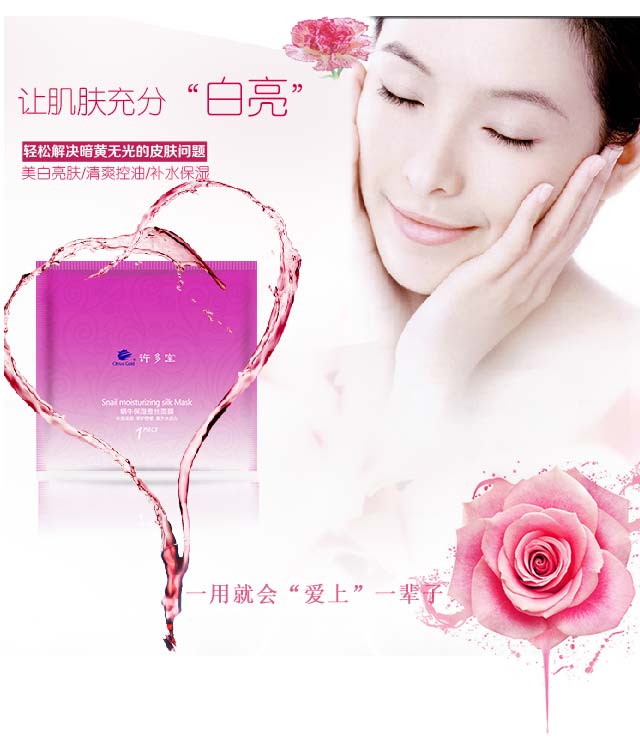 让肌肤充分“白亮”
轻松解决暗黄无光的皮肤问题
美白亮肤/清爽控油/补水保湿
许多宝
Snail moisturizing silk Mask
蜗牛保湿蚕丝面膜
1 PIECE
一用就会“爱上”一辈子